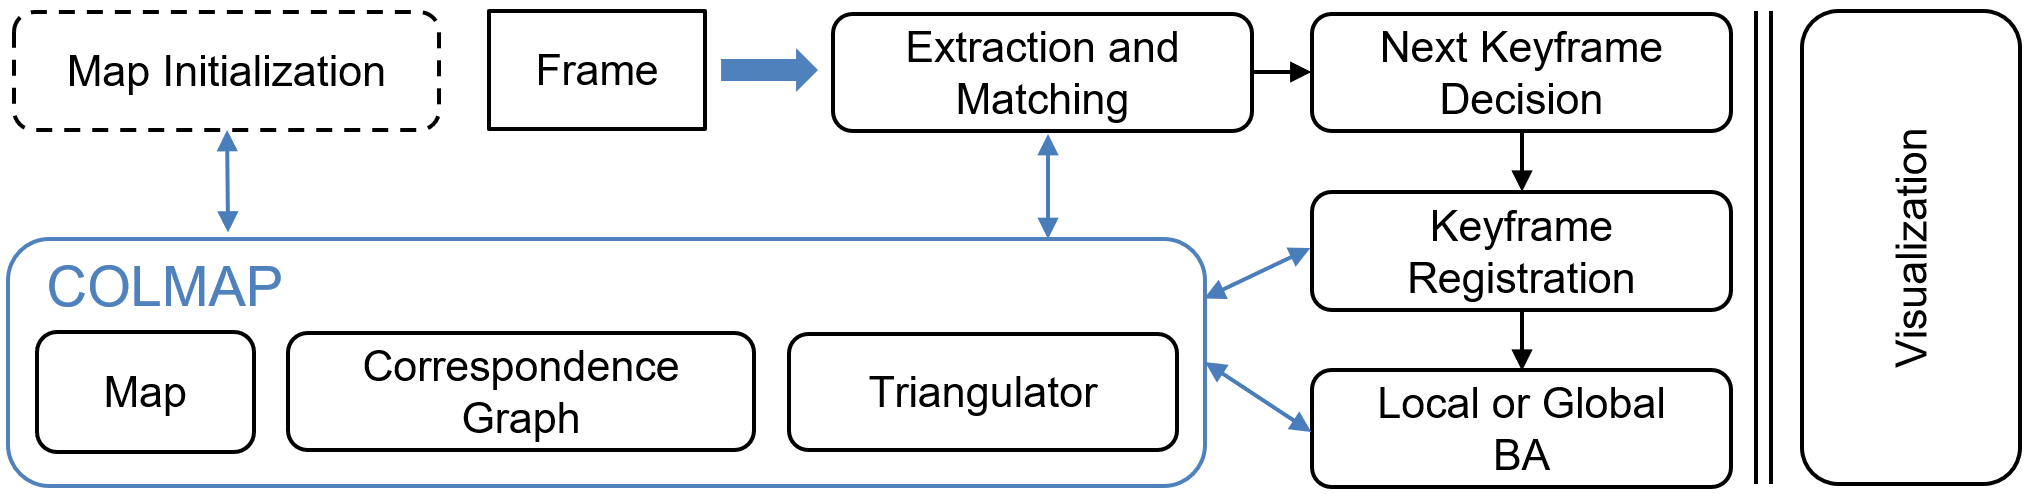 Map Initialization
Frame
Extraction and
Matching
Next Keyframe
Decision
Keyframe
Registration
Local or Global
BA
COLMAP
Map
Correspondence
Graph
Triangulator
Visualization